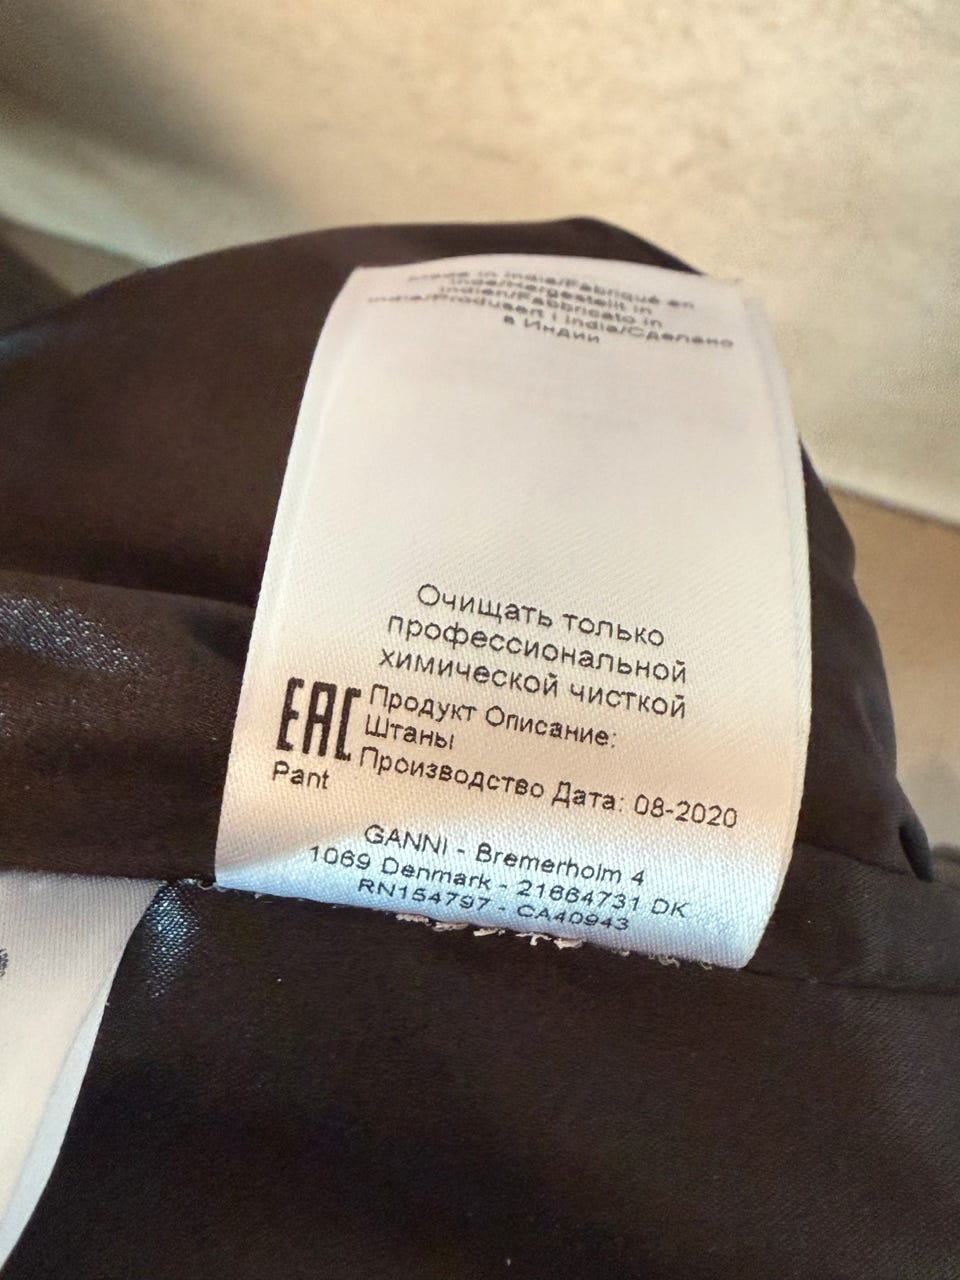 Made in India/Fabriqué en
Inde/Hergestellt in
Indien/Fabbricato in
India/Produsert i India/Сделано
в Индии
Очищать только
профессиональной
химической чисткой
EAC
Продукт Описание:
Штаны
Производство Дата: 08-2020
Pant
GANNI - Bremerholm 4
1069 Denmark - 21664731 DK
RN154797 - CA40943